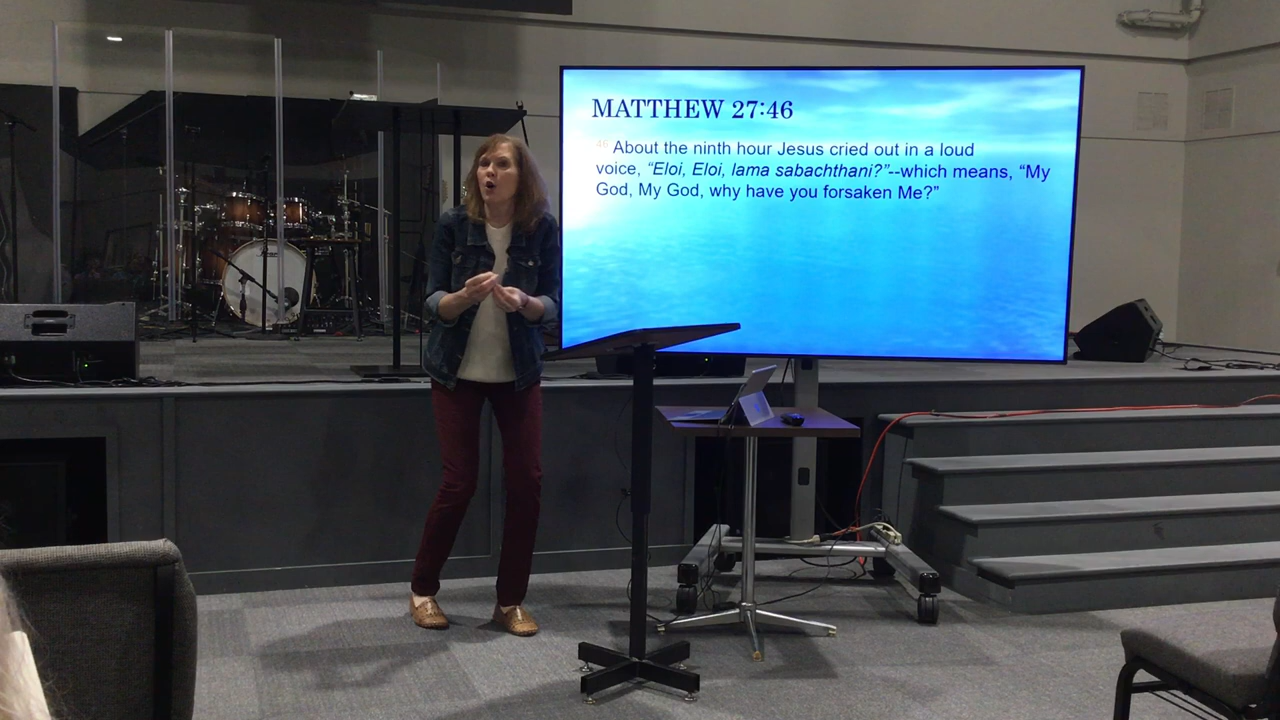 MATTHEW 27:46
46 About the ninth hour Jesus cried out in a loud
voice, “Eloi, Eloi, lama sabachthani?”--which means, “My
God, My God, why have you forsaken Me?”